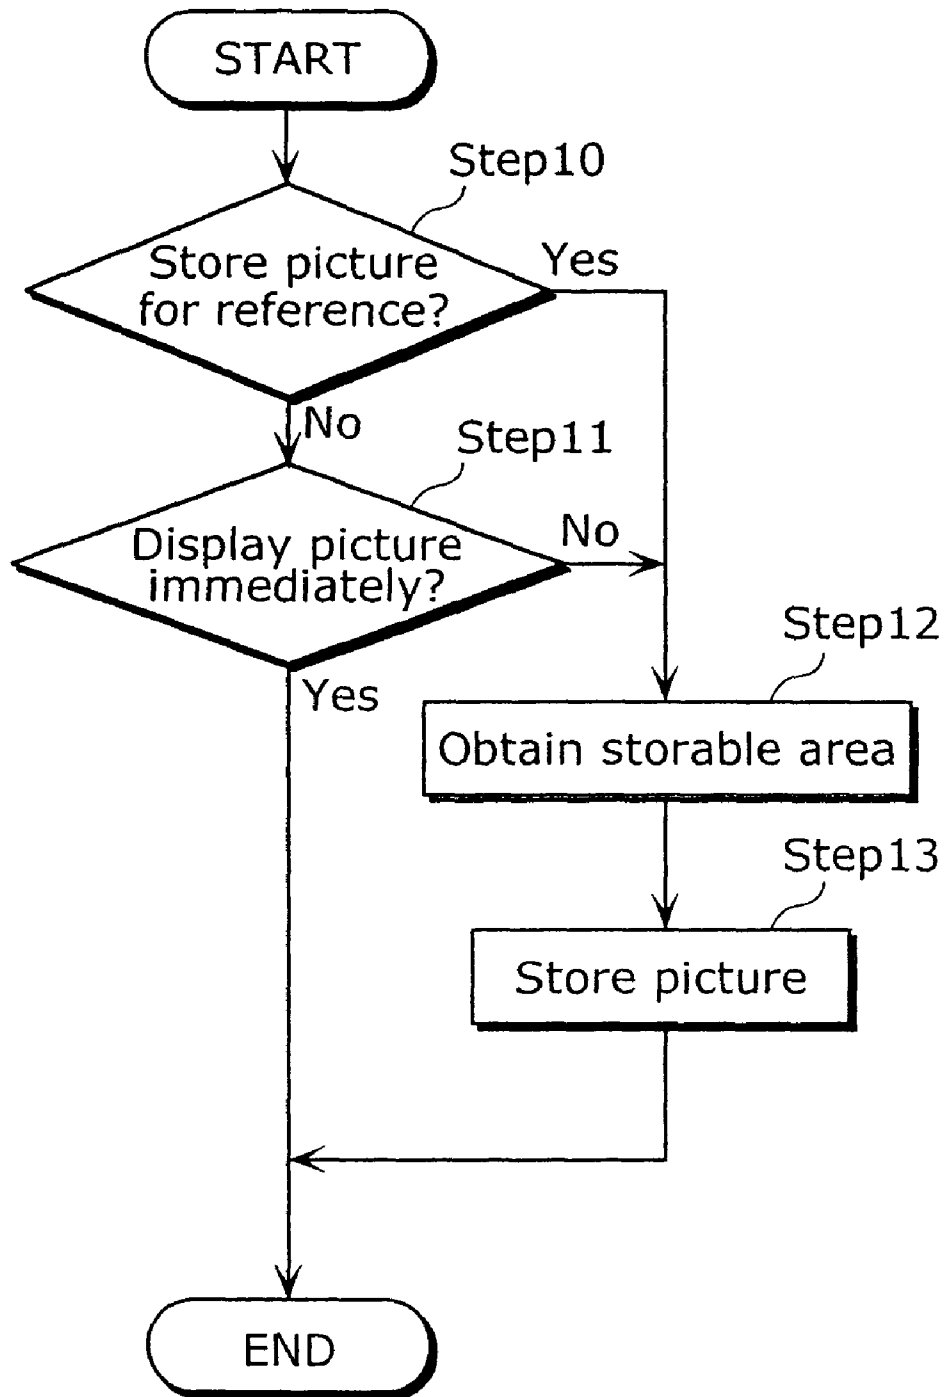 START
Step10
Store picture
for reference?
Yes
No
Step11
Display picture
immediately?
No
Yes
Step12
Obtain storable area
Step13
Store picture
END